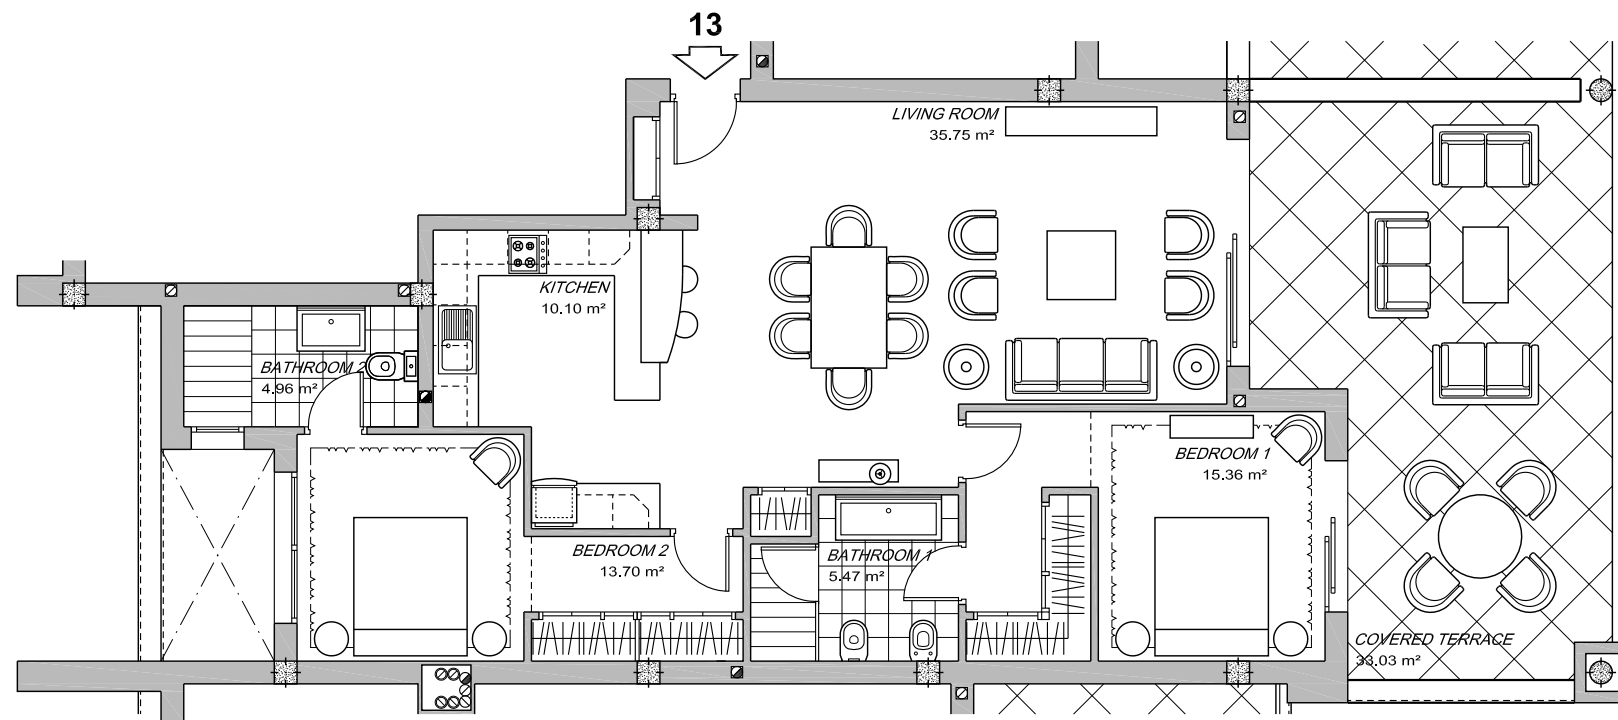 13
LIVING ROOM
35.75 m²
KITCHEN
10.10 m²
BATHROOM 2
4.96 m²
BEDROOM 1
15.36 m²
BEDROOM 2
13.70 m²
BATHROOM 1
5.47 m²
COVERED TERRACE
33.03 m²